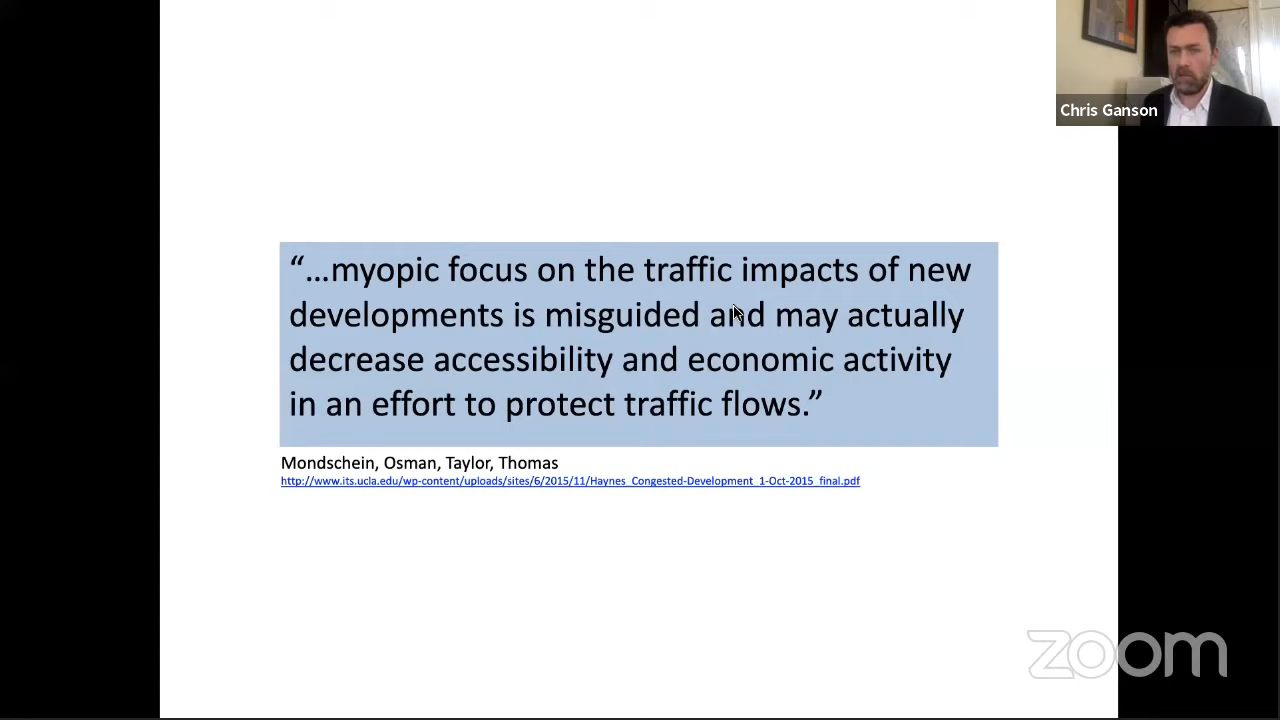 Chris Ganson
“...myopic focus on the traffic impacts of new
developments is misguided and may actually
decrease accessibility and economic activity
in an effort to protect traffic flows.”
Mondschein, Osman, Taylor, Thomas
http://www.its.ucla.edu/wp-content/uploads/sites/6/2015/11/Haynes_Congested-Development_1-Oct-2015_final.pdf
zoom